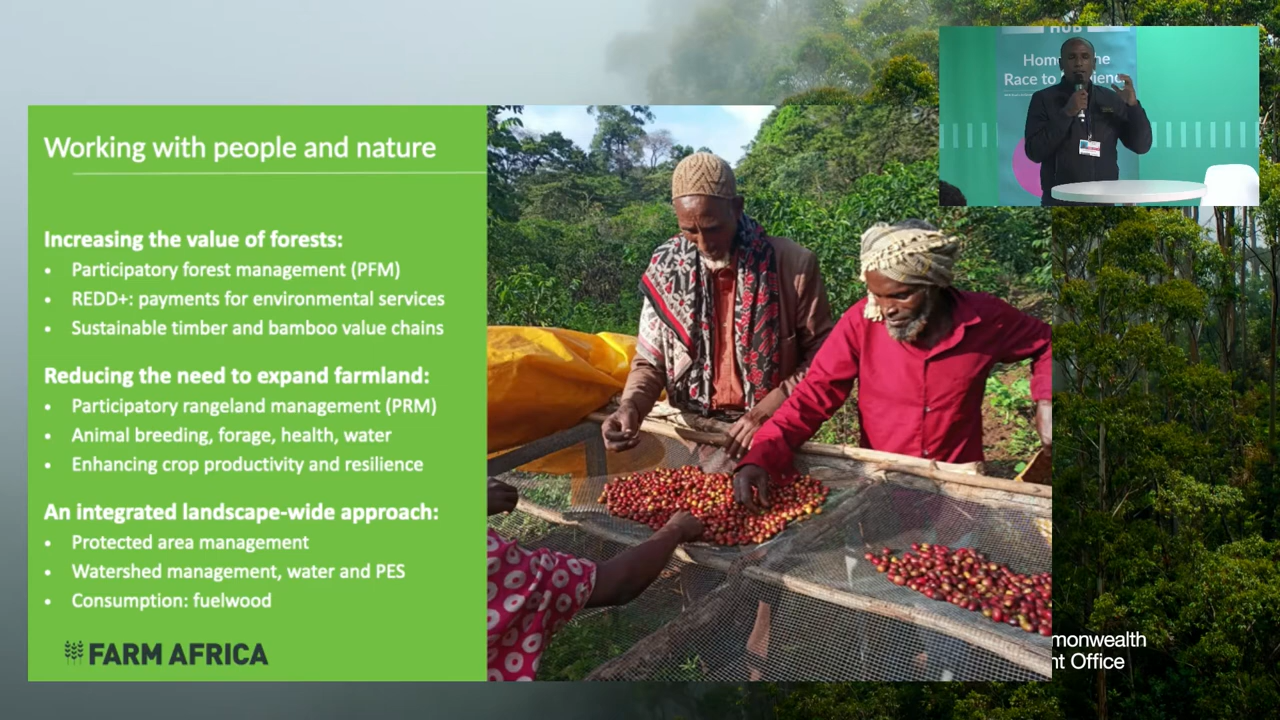 Working with people and nature
Increasing the value of forests:
• Participatory forest management (PFM)
• REDD+: payments for environmental services
• Sustainable timber and bamboo value chains
Reducing the need to expand farmland:
• Participatory rangeland management (PRM)
• Animal breeding, forage, health, water
• Enhancing crop productivity and resilience
An integrated landscape-wide approach:
• Protected area management
• Watershed management, water and PES
• Consumption: fuelwood
FARM AFRICA
HUB
Race to
monwealth
nt Office